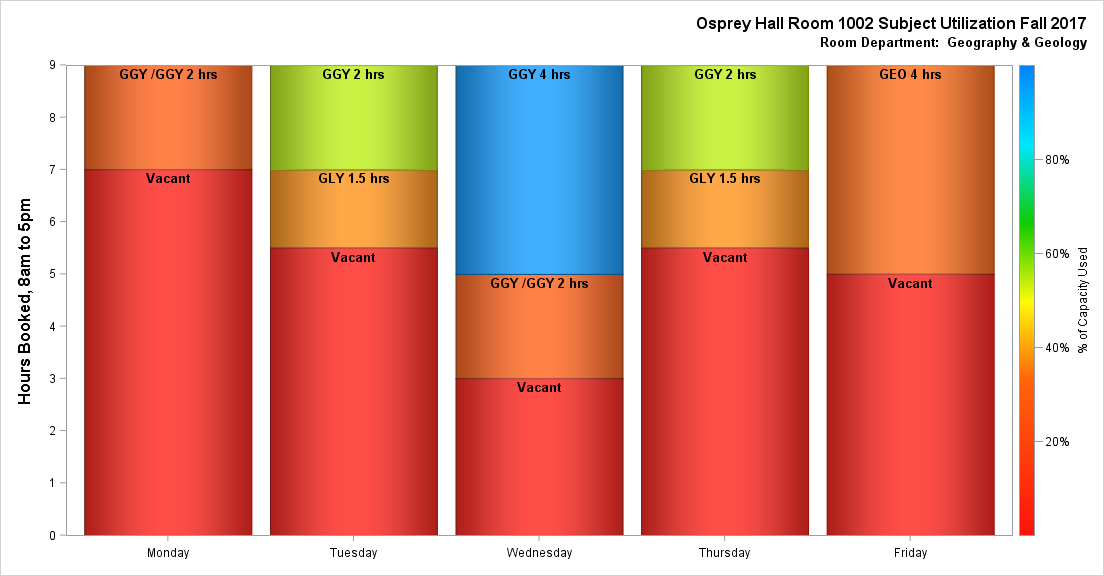 Osprey Hall Room 1002 Subject Utilization Fall 2017
Room Department: Geography & Geology
Hours Booked, 8am to 5pm
9
8
7
6
5
4
3
2
1
0
GGY /GGY 2 hrs
Vacant
GGY 2 hrs
GLY 1.5 hrs
Vacant
GGY 4 hrs
GGY /GGY 2 hrs
Vacant
GGY 2 hrs
GLY 1.5 hrs
Vacant
GEO 4 hrs
Vacant
Monday
Tuesday
Wednesday
Thursday
Friday
80%
60%
40%
20%
% of Capacity Used